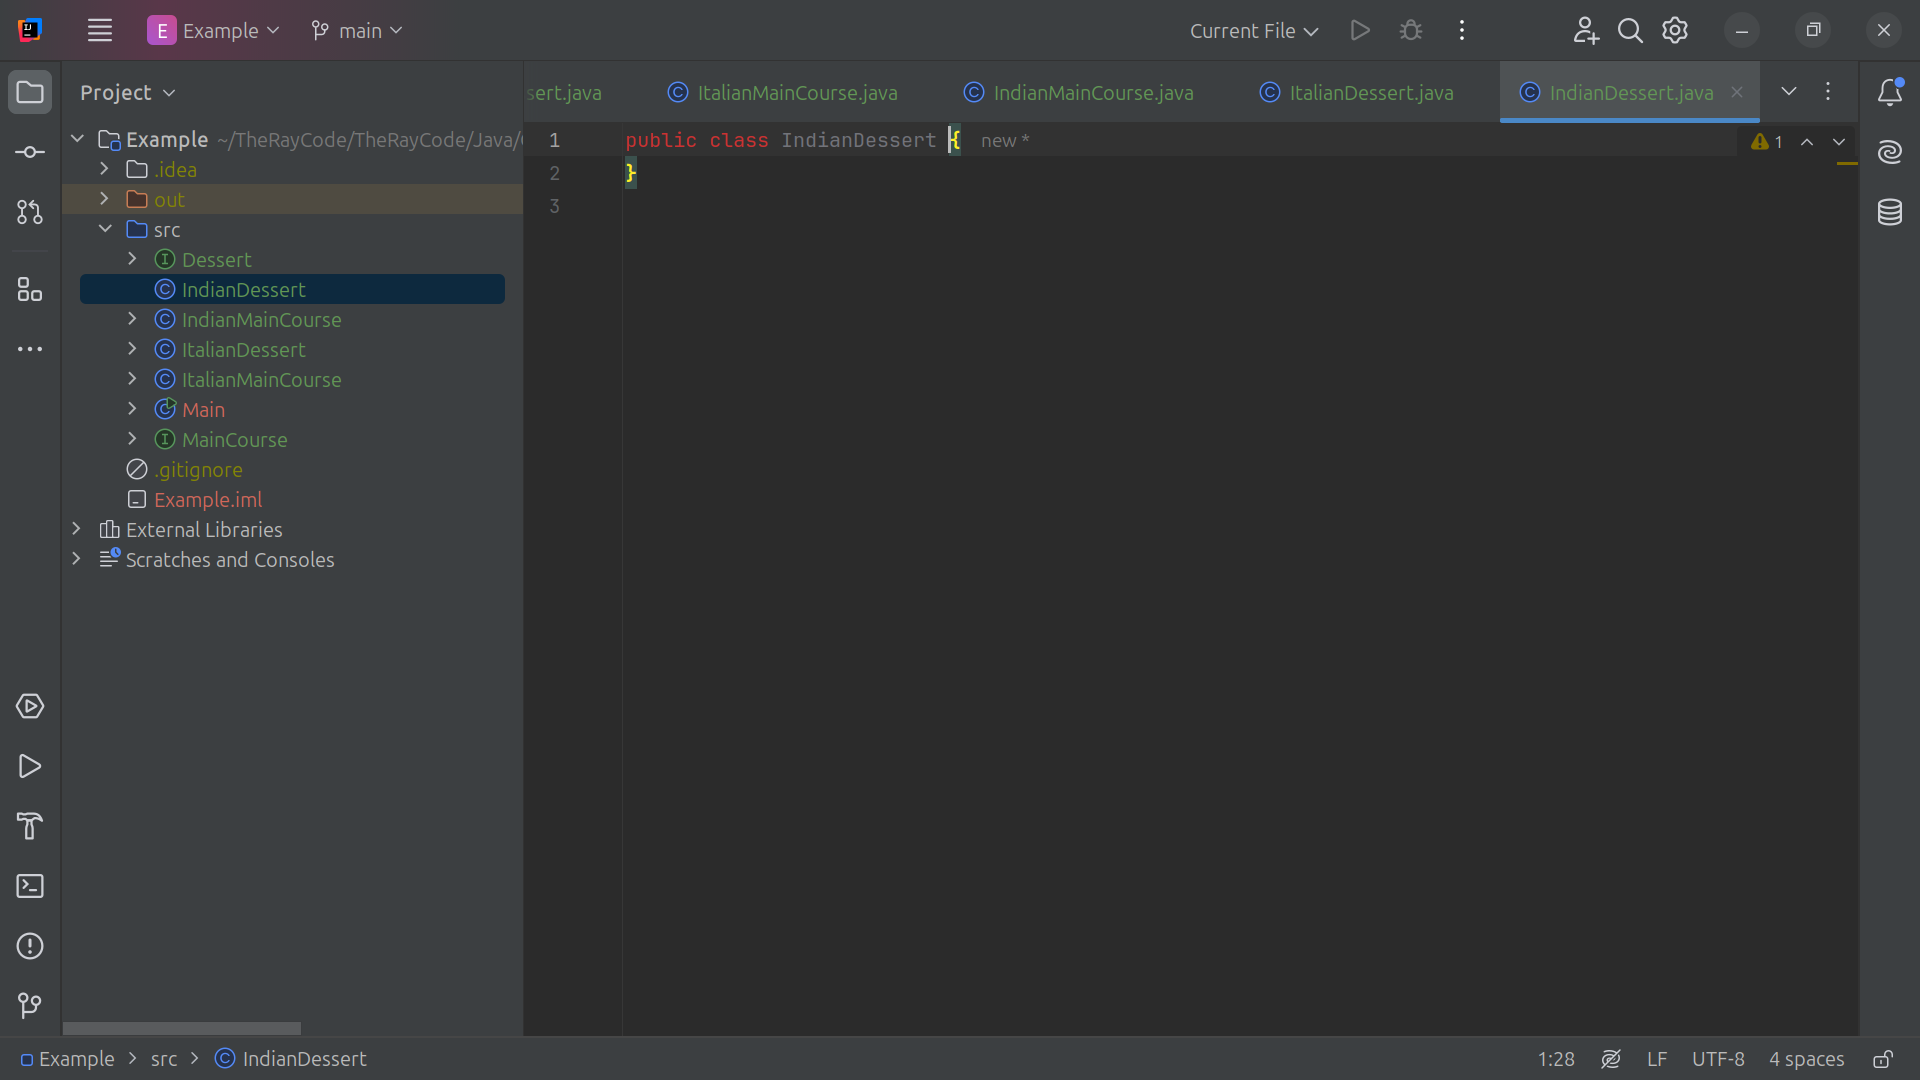 E Example main Current File
Project
sert.java ItalianMainCourse.java IndianMainCourse.java ItalianDessert.java IndianDessert.java
Example ~/TheRayCode/TheRayCode/Java/
.idea
out
src
Dessert
IndianDessert
IndianMainCourse
ItalianDessert
ItalianMainCourse
Main
MainCourse
.gitignore
Example.iml
External Libraries
Scratches and Consoles
1 public class IndianDessert { new *
2 }
3
1
Example src IndianDessert
1:28 LF UTF-8 4 spaces